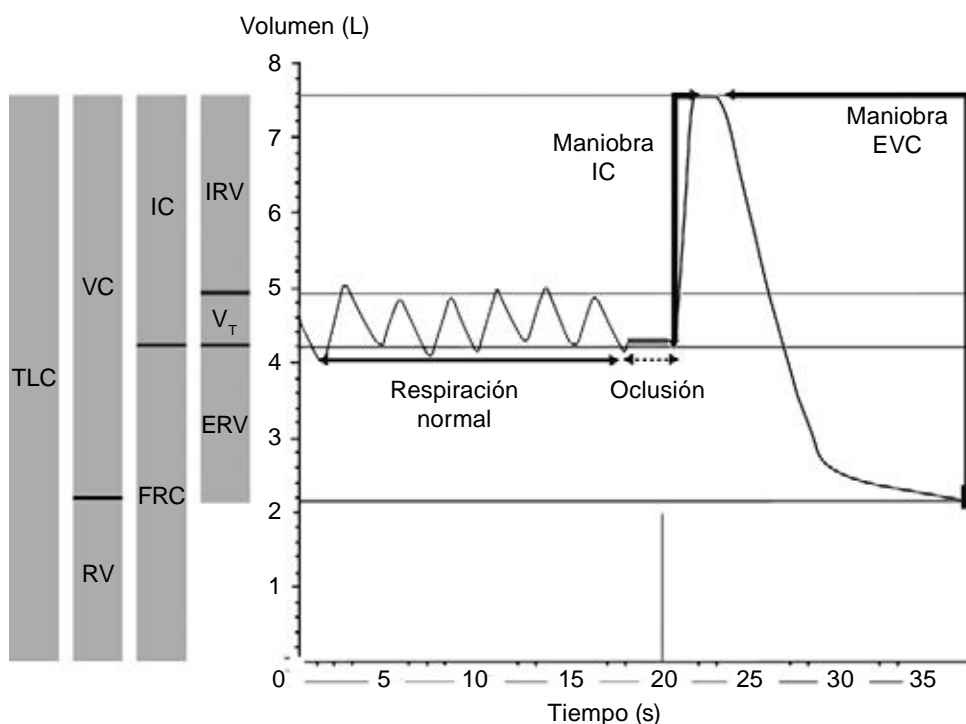 Volumen (L)
8
7
6
5
4
3
2
1
0
5
10
15
20
25
30
35
Tiempo (s)
TLC
VC
RV
IC
FRC
IRV
V_T
ERV
Respiración
normal
Oclusión
Maniobra
IC
Maniobra
EVC